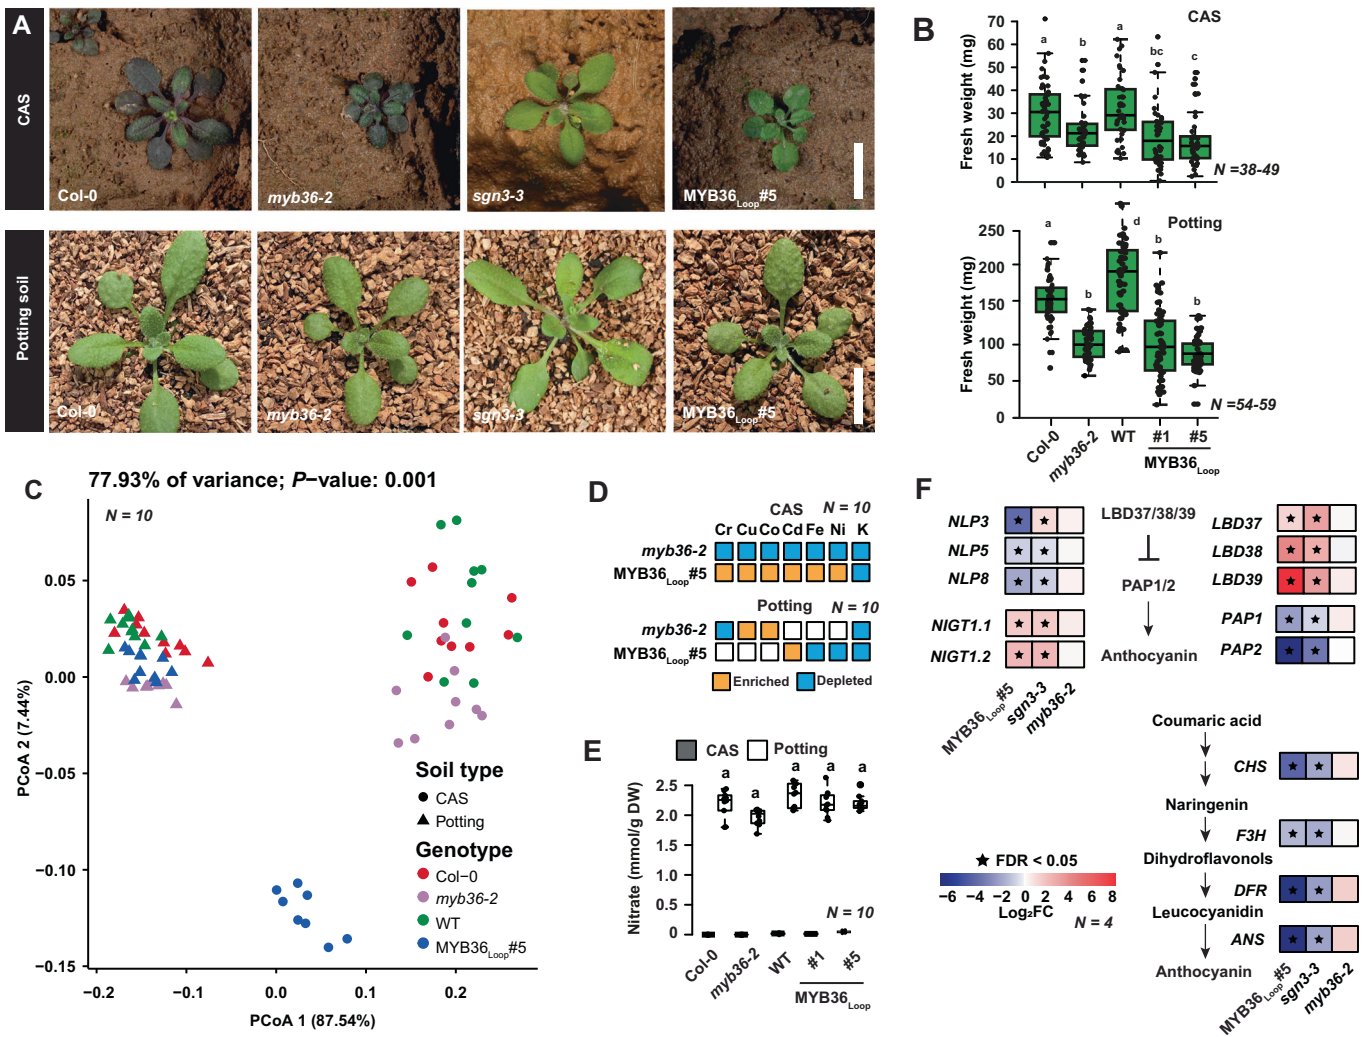 A
CAS
Col-0
myb36-2
sgn3-3
MYB36Loop#5
Potting soil
Col-0
myb36-2
sgn3-3
MYB36Loop#5
B
CAS
Fresh weight (mg)
70
60
50
40
30
20
10
0
a
b
a
bc
c
N =38-49
Potting
Fresh weight (mg)
250
200
150
100
50
0
a
b
d
b
b
N =54-59
Col-0
myb36-2
WT
#1
#5
MYB36Loop
C
77.93% of variance; P−value: 0.001
N = 10
PCoA 2 (7.44%)
0.05
0.00
−0.05
−0.10
−0.15
−0.2
−0.1
0.0
0.1
0.2
PCoA 1 (87.54%)
Soil type
CAS
Potting
Genotype
Col−0
myb36-2
WT
MYB36Loop#5
D
CAS N = 10
Cr Cu Co Cd Fe Ni K
myb36-2
MYB36Loop#5
Potting N = 10
myb36-2
MYB36Loop#5
Enriched Depleted
E
CAS Potting
Nitrate (mmol/g DW)
2.5
2.0
1.5
1.0
0.5
0
a
a
a
a
a
N = 10
Col-0
myb36-2
WT
#1
#5
MYB36Loop
F
NLP3
NLP5
NLP8
NIGT1.1
NIGT1.2
MYB36Loop#5
sgn3-3
myb36-2
LBD37/38/39
PAP1/2
Anthocyanin
LBD37
LBD38
LBD39
PAP1
PAP2
Coumaric acid
CHS
Naringenin
F3H
Dihydroflavonols
DFR
Leucocyanidin
ANS
Anthocyanin
MYB36Loop#5
sgn3-3
myb36-2
★ FDR < 0.05
−6 −4 −2 0 2 4 6 8
Log₂FC
N = 4